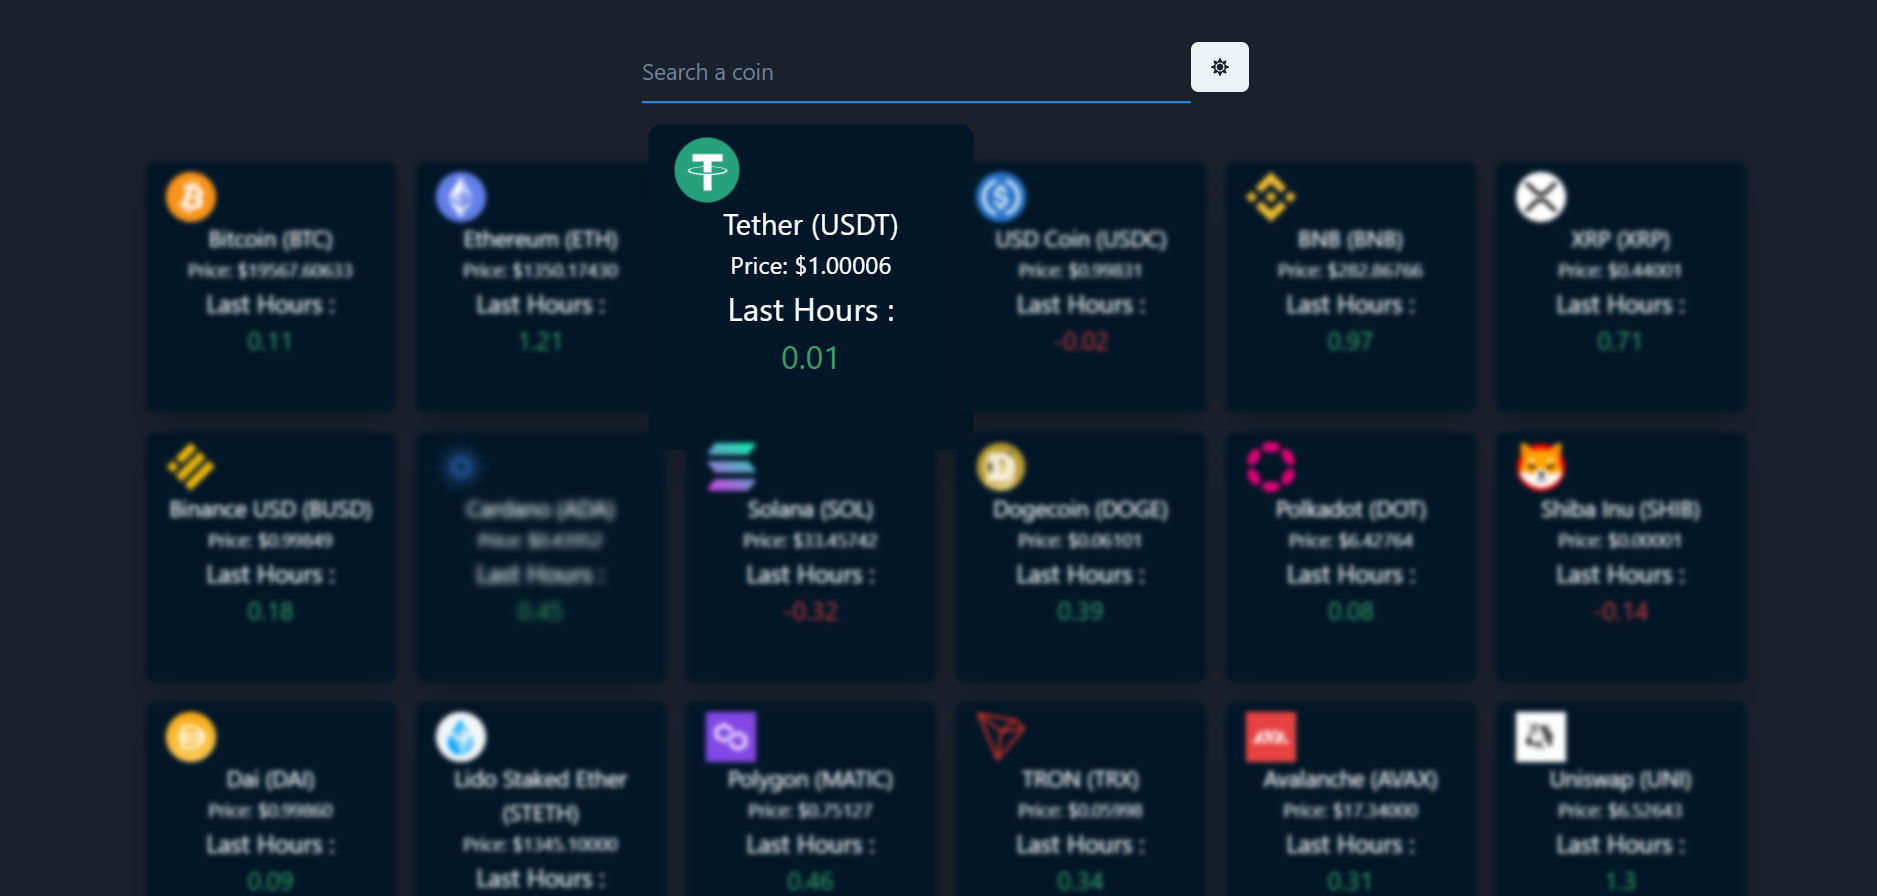 Search a coin
Bitcoin (BTC)
Price: $19567.60633
Last Hours :
0.11
Ethereum (ETH)
Price: $1350.17430
Last Hours :
1.21
Tether (USDT)
Price: $1.00006
Last Hours :
0.01
USD Coin (USDC)
Price: $0.99831
Last Hours :
-0.02
BNB (BNB)
Price: $282.86766
Last Hours :
0.97
XRP (XRP)
Price: $0.44001
Last Hours :
0.71
Binance USD (BUSD)
Price: $0.99849
Last Hours :
0.18
Cardano (ADA)
Price: $0.43952
Last Hours :
0.45
Solana (SOL)
Price: $33.45742
Last Hours :
-0.32
Dogecoin (DOGE)
Price: $0.06101
Last Hours :
0.39
Polkadot (DOT)
Price: $6.42764
Last Hours :
0.08
Shiba Inu (SHIB)
Price: $0.00001
Last Hours :
-0.14
Dai (DAI)
Price: $0.99860
Last Hours :
0.09
Lido Staked Ether
(STETH)
Price: $1345.10000
Last Hours :
Polygon (MATIC)
Price: $0.75127
Last Hours :
0.46
TRON (TRX)
Price: $0.05998
Last Hours :
0.34
Avalanche (AVAX)
Price: $17.34000
Last Hours :
0.31
Uniswap (UNI)
Price: $6.52643
Last Hours :
1.3